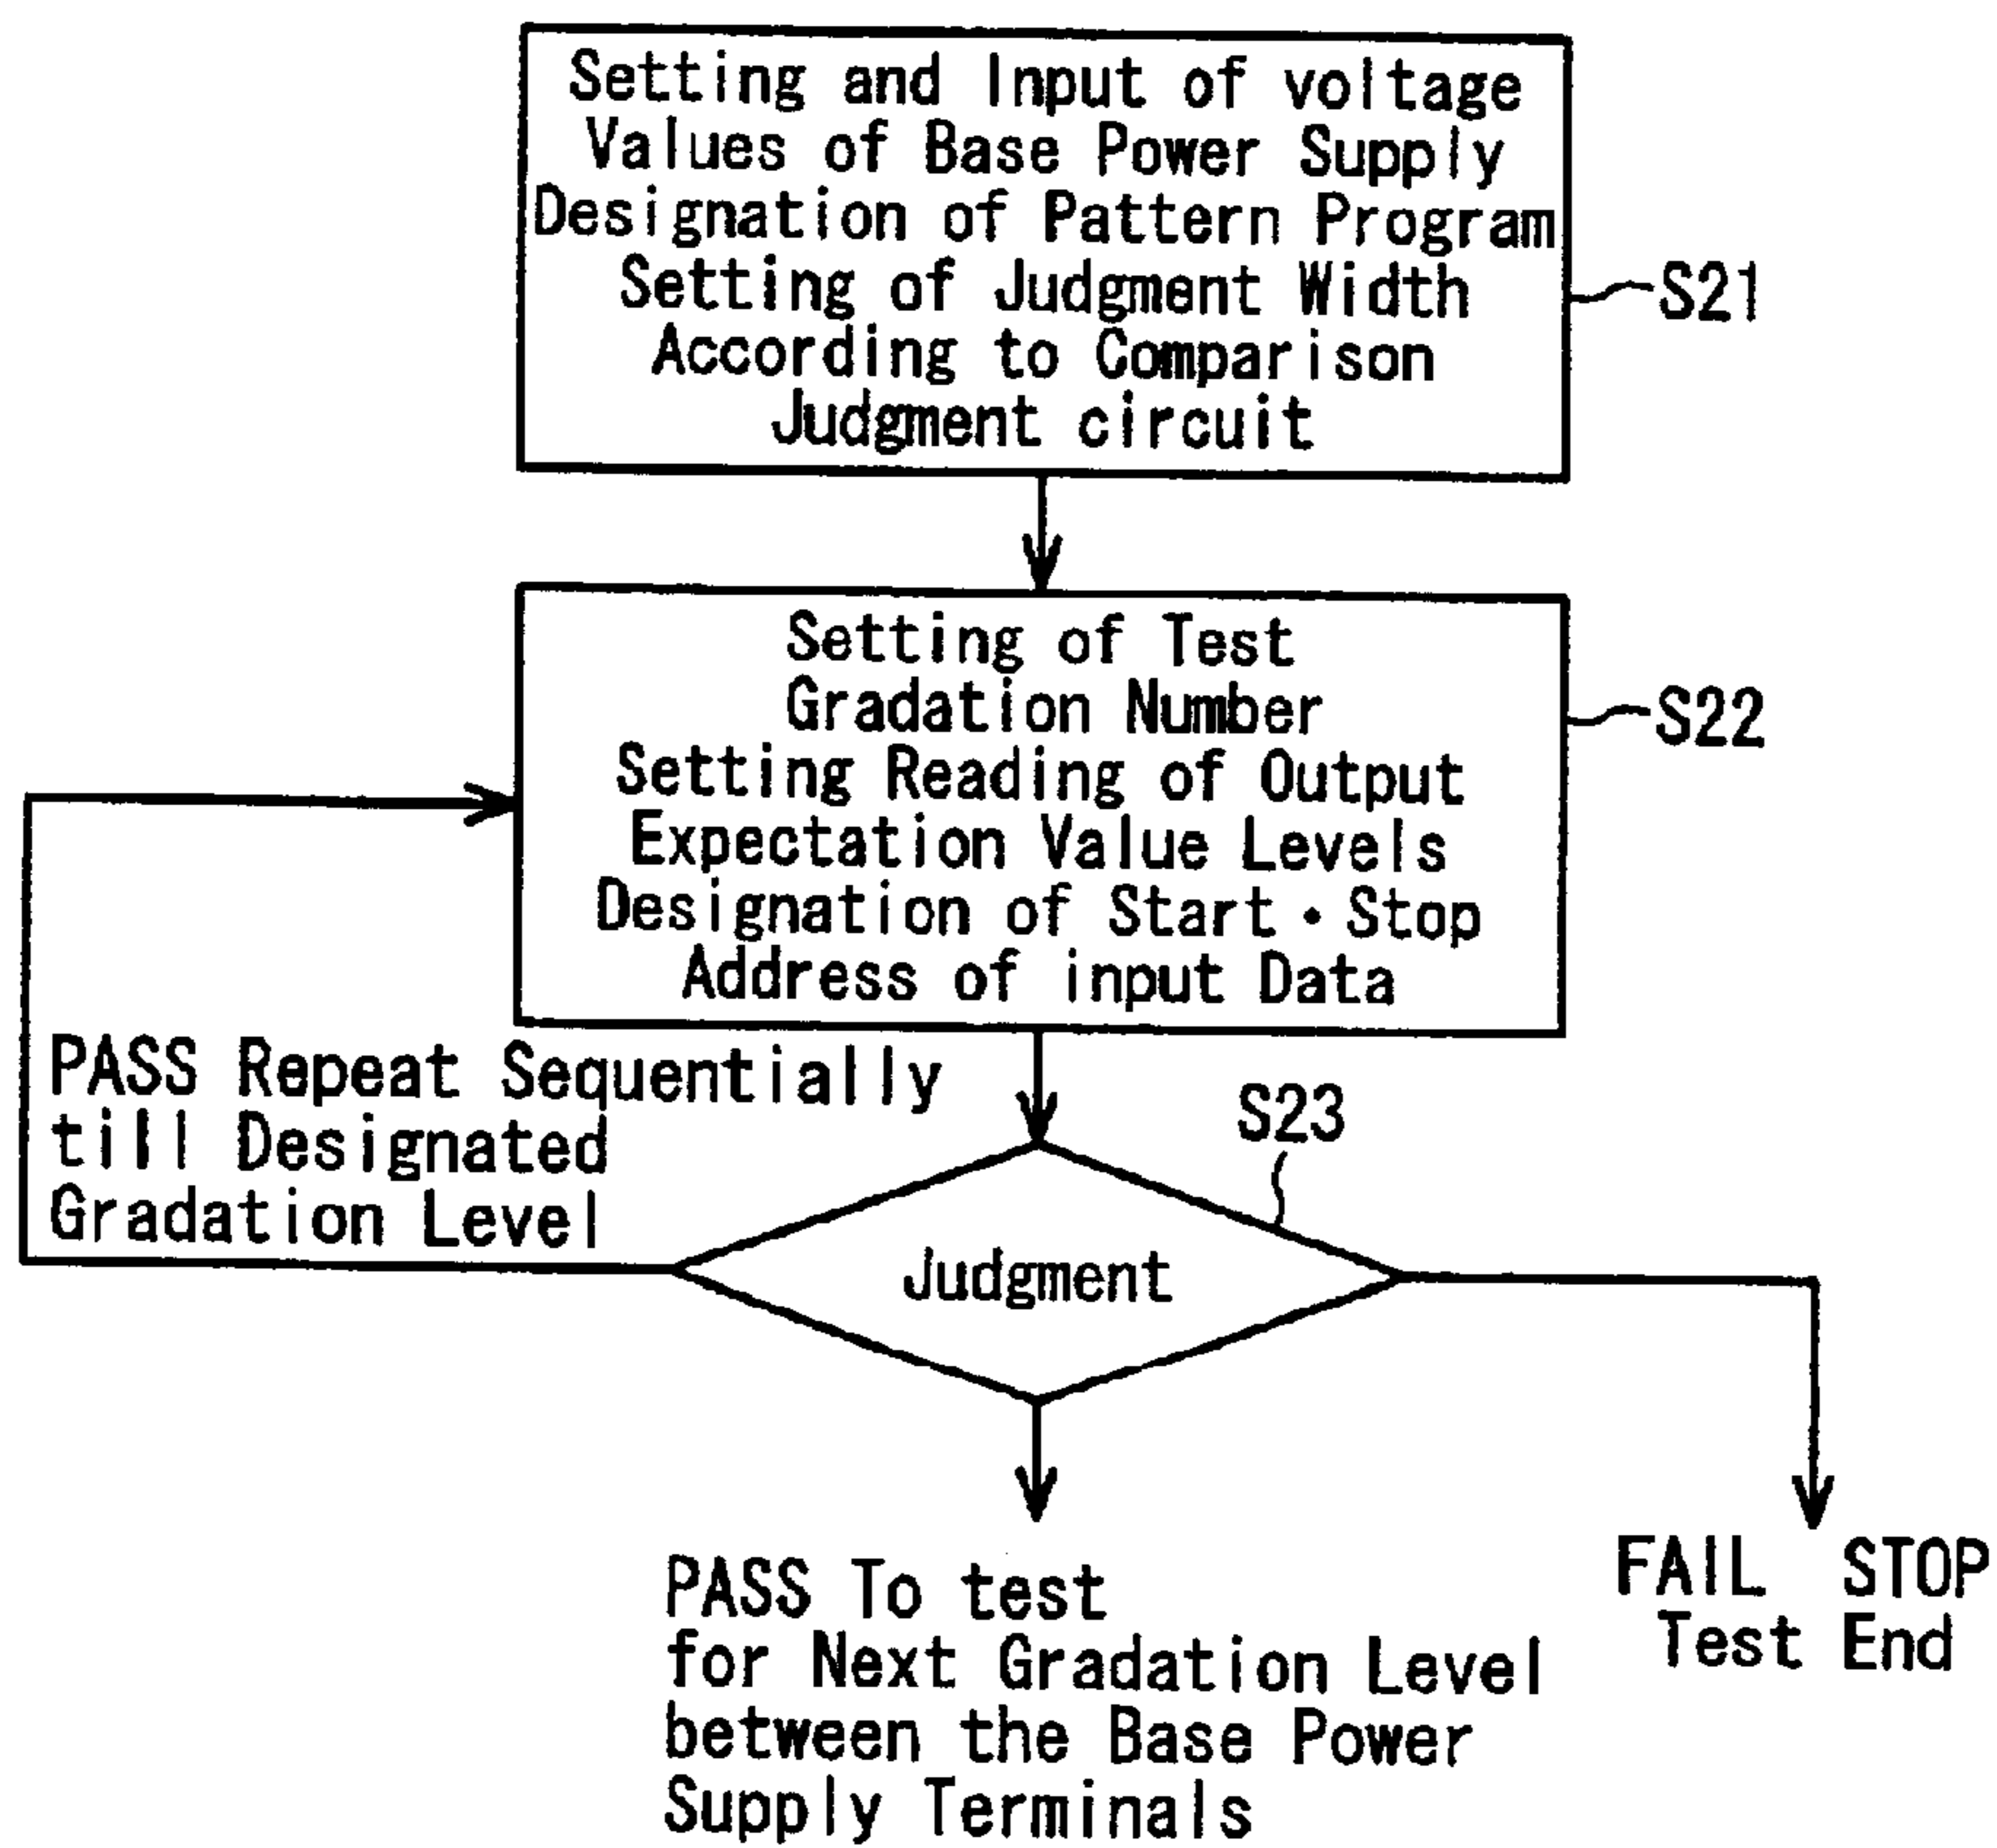 Setting and Input of voltage
Values of Base Power Supply
Designation of Pattern Program
Setting of Judgment Width
According to Comparison
Judgment circuit
S21
Setting of Test
Gradation Number
Setting Reading of Output
Expectation Value Levels
Designation of Start・Stop
Address of input Data
S22
PASS Repeat Sequentially
till Designated
Gradation Level
S23
Judgment
PASS To test
for Next Gradation Level
between the Base Power
Supply Terminals
FAIL STOP
Test End